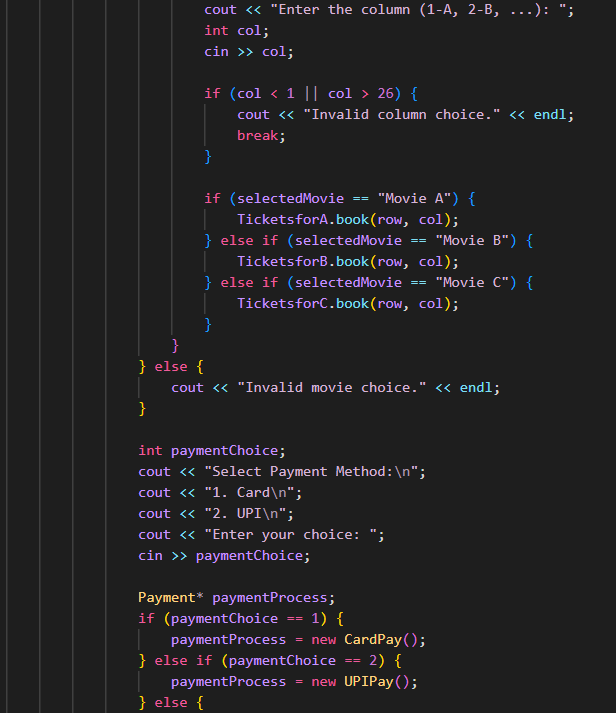 cout << "Enter the column (1-A, 2-B, ...): ";
int col;
cin >> col;
if (col < 1 || col > 26) {
cout << "Invalid column choice." << endl;
break;
}
if (selectedMovie == "Movie A") {
TicketsforA.book(row, col);
} else if (selectedMovie == "Movie B") {
TicketsforB.book(row, col);
} else if (selectedMovie == "Movie C") {
TicketsforC.book(row, col);
}
}
} else {
cout << "Invalid movie choice." << endl;
}
int paymentChoice;
cout << "Select Payment Method:\n";
cout << "1. Card\n";
cout << "2. UPI\n";
cout << "Enter your choice: ";
cin >> paymentChoice;
Payment* paymentProcess;
if (paymentChoice == 1) {
paymentProcess = new CardPay();
} else if (paymentChoice == 2) {
paymentProcess = new UPIPay();
} else {